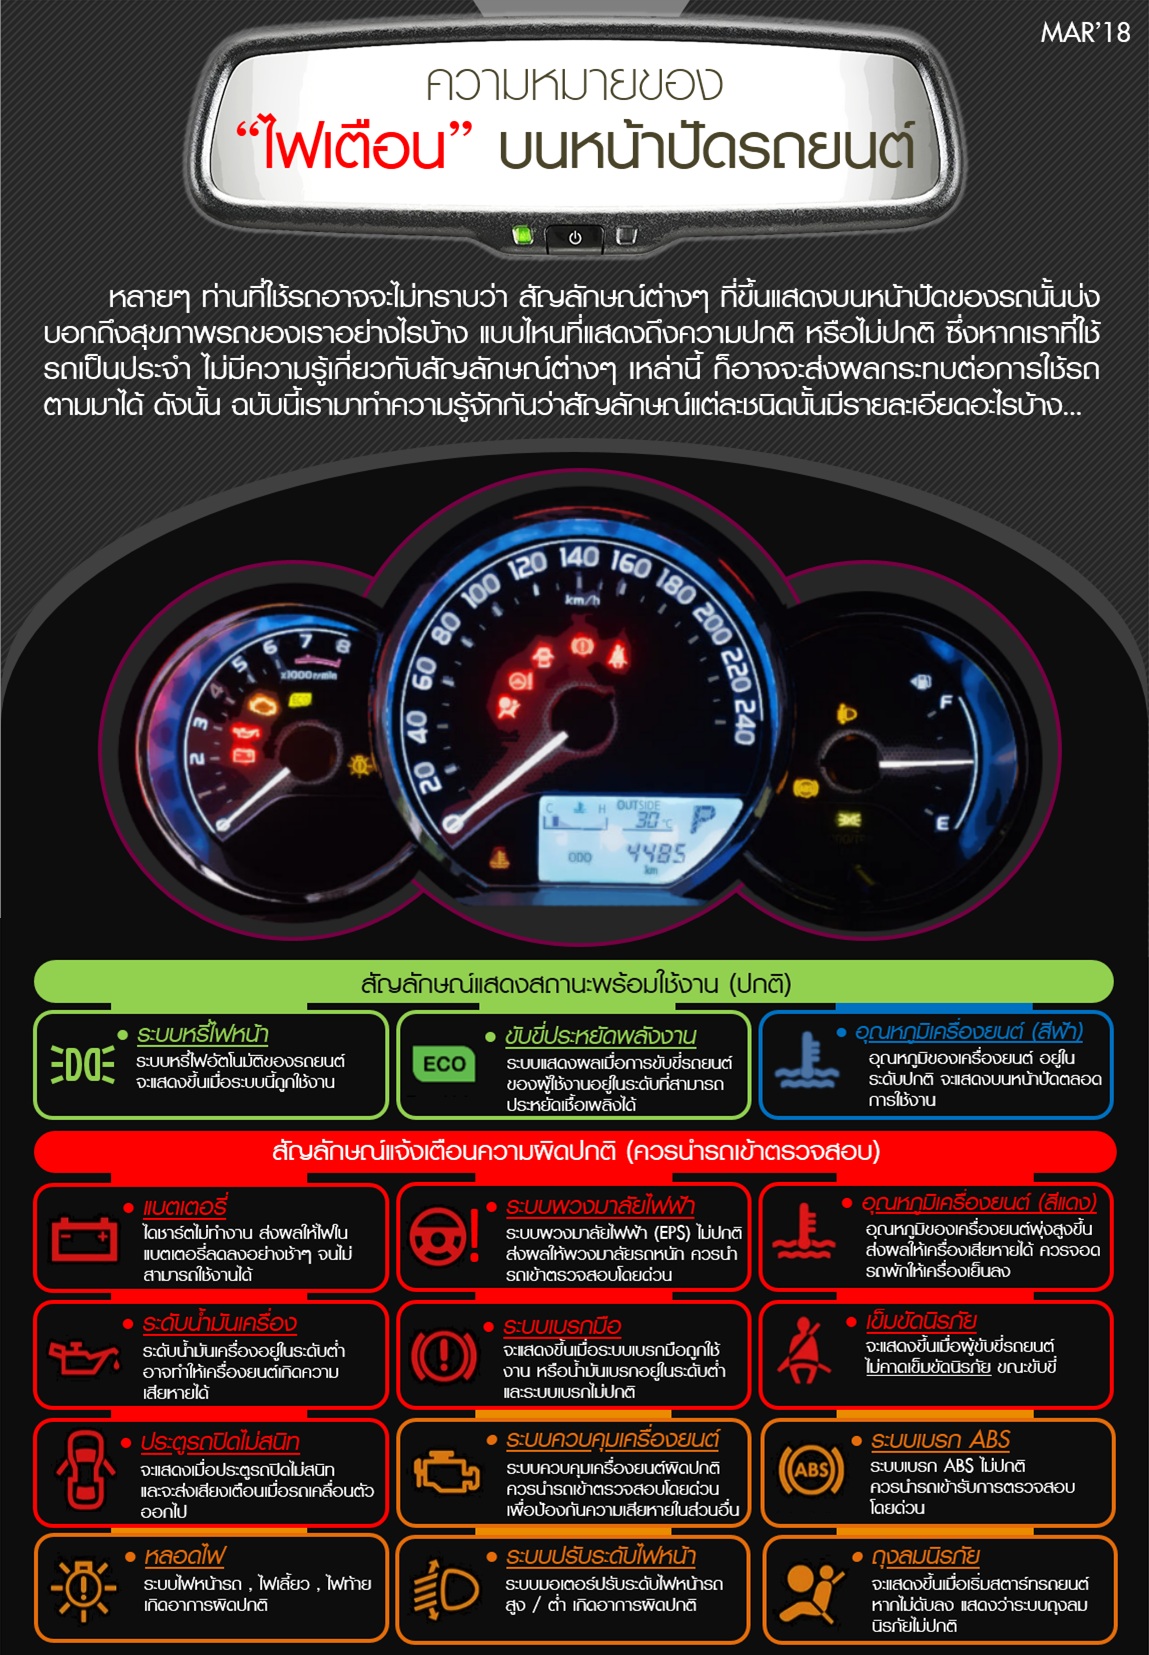 MAR'18
ความหมายของ
"ไฟเตือน" บนหน้าปัดรถยนต์
หลายๆ ท่านที่ใช้รถอาจจะไม่ทราบว่า สัญลักษณ์ต่างๆ ที่ขึ้นแสดงบนหน้าปัดของรถนั้นบ่ง
บอกถึงสุขภาพรถของเราอย่างไรบ้าง แบบไหนที่แสดงถึงความปกติ หรือไม่ปกติ ซึ่งหากเราที่ใช้
รถเป็นประจำ ไม่มีความรู้เกี่ยวกับสัญลักษณ์ต่างๆ เหล่านี้ ก็อาจจะส่งผลกระทบต่อการใช้รถ
ตามมาได้ ดังนั้น ฉบับนี้เรามาทำความรู้จักกันว่าสัญลักษณ์แต่ละชนิดนั้นมีรายละเอียดอะไรบ้าง...
1 2 3 4 5 6 7 8
x1000r/min
20 40 60 80 100 120 140 160 180 200 220 240
km/h
C H OUTSIDE
30 °C
P
ODO 4485
km
F
E
สัญลักษณ์แสดงสถานะพร้อมใช้งาน (ปกติ)
• ระบบหรี่ไฟหน้า
ระบบหรี่ไฟอัตโนมัติของรถยนต์
จะแสดงขึ้นเมื่อระบบนี้ถูกใช้งาน
ECO
• ขับขี่ประหยัดพลังงาน
ระบบแสดงผลเมื่อการขับขี่รถยนต์
ของผู้ใช้งานอยู่ในระดับที่สามารถ
ประหยัดเชื้อเพลิงได้
• อุณหภูมิเครื่องยนต์ (สีฟ้า)
อุณหภูมิของเครื่องยนต์ อยู่ใน
ระดับปกติ จะแสดงบนหน้าปัดตลอด
การใช้งาน
สัญลักษณ์แจ้งเตือนความผิดปกติ (ควรนำรถเข้าตรวจสอบ)
• แบตเตอรี่
ไดชาร์ตไม่ทำงาน ส่งผลให้ไฟใน
แบตเตอรี่ลดลงอย่างช้าๆ จนไม่
สามารถใช้งานได้
• ระบบพวงมาลัยไฟฟ้า
ระบบพวงมาลัยไฟฟ้า (EPS) ไม่ปกติ
ส่งผลให้พวงมาลัยรถหนัก ควรนำ
รถเข้าตรวจสอบโดยด่วน
• อุณหภูมิเครื่องยนต์ (สีแดง)
อุณหภูมิของเครื่องยนต์พุ่งสูงขึ้น
ส่งผลให้เครื่องเสียหายได้ ควรจอด
รถพักให้เครื่องเย็นลง
• ระดับน้ำมันเครื่อง
ระดับน้ำมันเครื่องอยู่ในระดับต่ำ
อาจทำให้เครื่องยนต์เกิดความ
เสียหายได้
• ระบบเบรกมือ
จะแสดงขึ้นเมื่อระบบเบรกมือถูกใช้
งาน หรือน้ำมันเบรกอยู่ในระดับต่ำ
และระบบเบรกไม่ปกติ
• เข็มขัดนิรภัย
จะแสดงขึ้นเมื่อผู้ขับขี่รถยนต์
ไม่คาดเข็มขัดนิรภัย ขณะขับขี่
• ประตูรถปิดไม่สนิท
จะแสดงเมื่อประตูรถปิดไม่สนิท
และจะส่งเสียงเตือนเมื่อรถเคลื่อนตัว
ออกไป
• ระบบควบคุมเครื่องยนต์
ระบบควบคุมเครื่องยนต์ผิดปกติ
ควรนำรถเข้าตรวจสอบโดยด่วน
เพื่อป้องกันความเสียหายในส่วนอื่น
ABS
• ระบบเบรก ABS
ระบบเบรก ABS ไม่ปกติ
ควรนำรถเข้ารับการตรวจสอบ
โดยด่วน
• หลอดไฟ
ระบบไฟหน้ารถ , ไฟเลี้ยว , ไฟท้าย
เกิดอาการผิดปกติ
• ระบบปรับระดับไฟหน้า
ระบบมอเตอร์ปรับระดับไฟหน้ารถ
สูง / ต่ำ เกิดอาการผิดปกติ
• ถุงลมนิรภัย
จะแสดงขึ้นเมื่อเริ่มสตาร์ทรถยนต์
หากไม่ดับลง แสดงว่าระบบถุงลม
นิรภัยไม่ปกติ